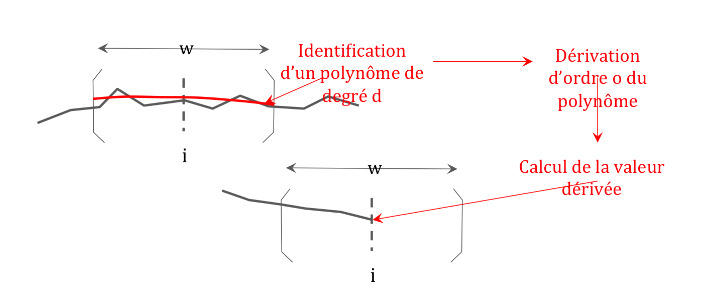 w
Identification
d’un polynôme de
degré d
Dérivation
d’ordre o du
polynôme
i
w
Calcul de la valeur
dérivée
i